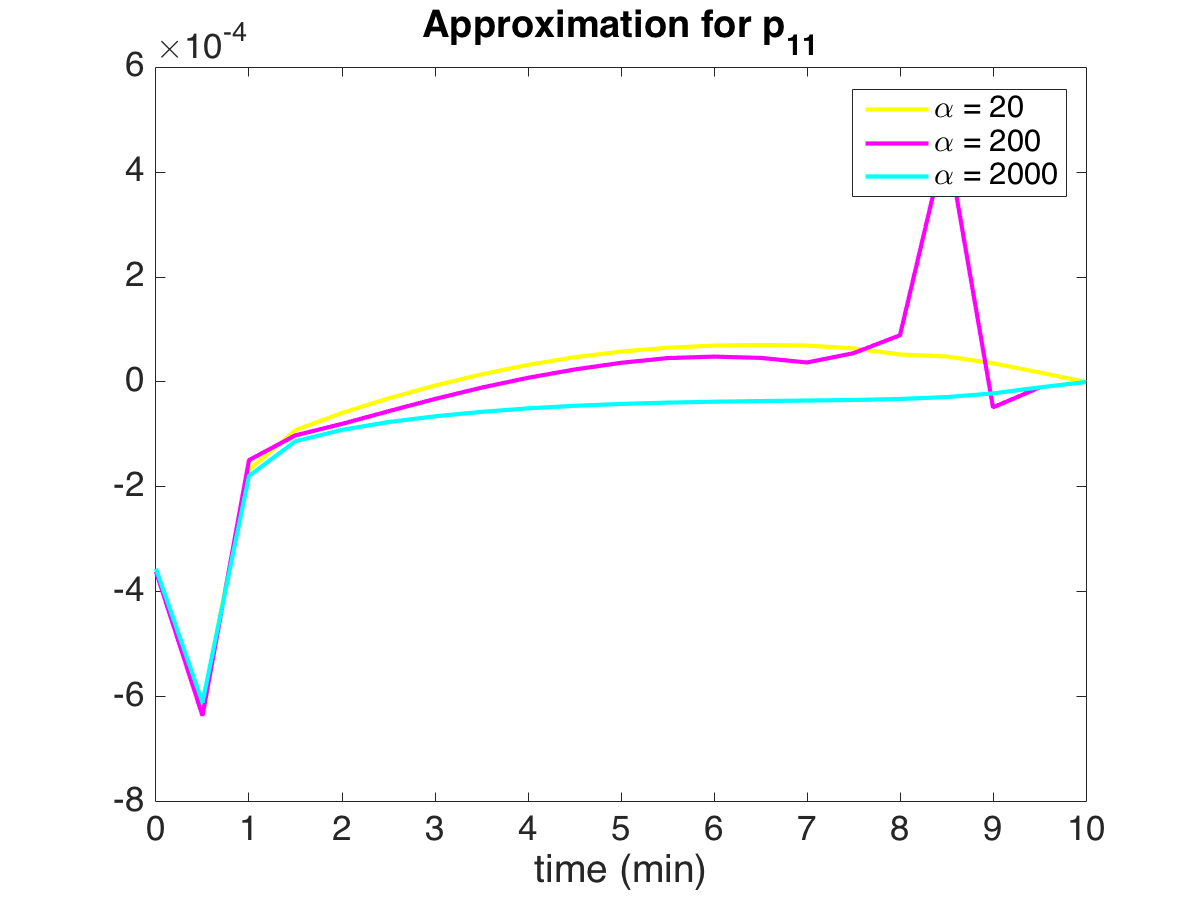 Approximation for p₁₁
×10⁻⁴
6
4
2
0
-2
-4
-6
-8
0 1 2 3 4 5 6 7 8 9 10
time (min)
α = 20
α = 200
α = 2000